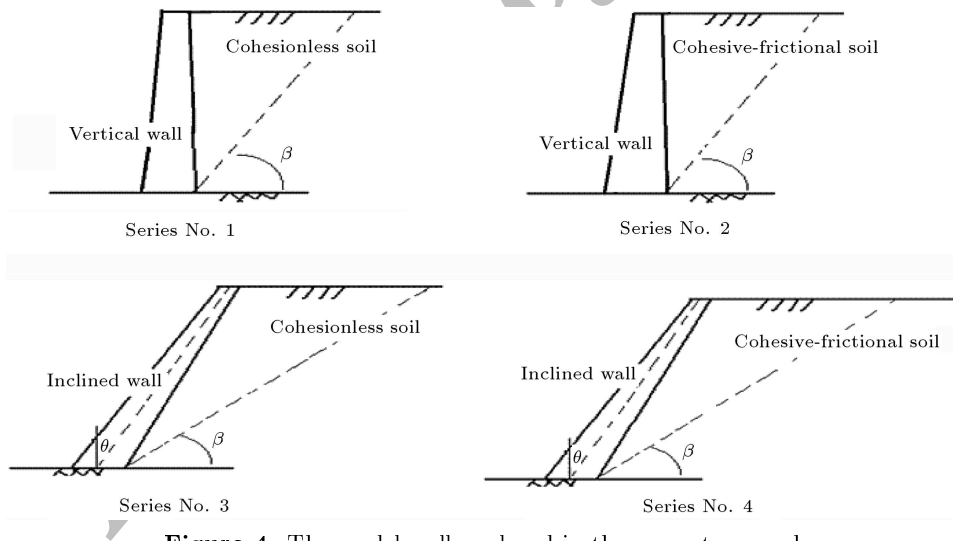 Cohesionless soil
Vertical wall
β
Series No. 1
Cohesive-frictional soil
Vertical wall
β
Series No. 2
Cohesionless soil
Inclined wall
θ
β
Series No. 3
Cohesive-frictional soil
Inclined wall
θ
β
Series No. 4